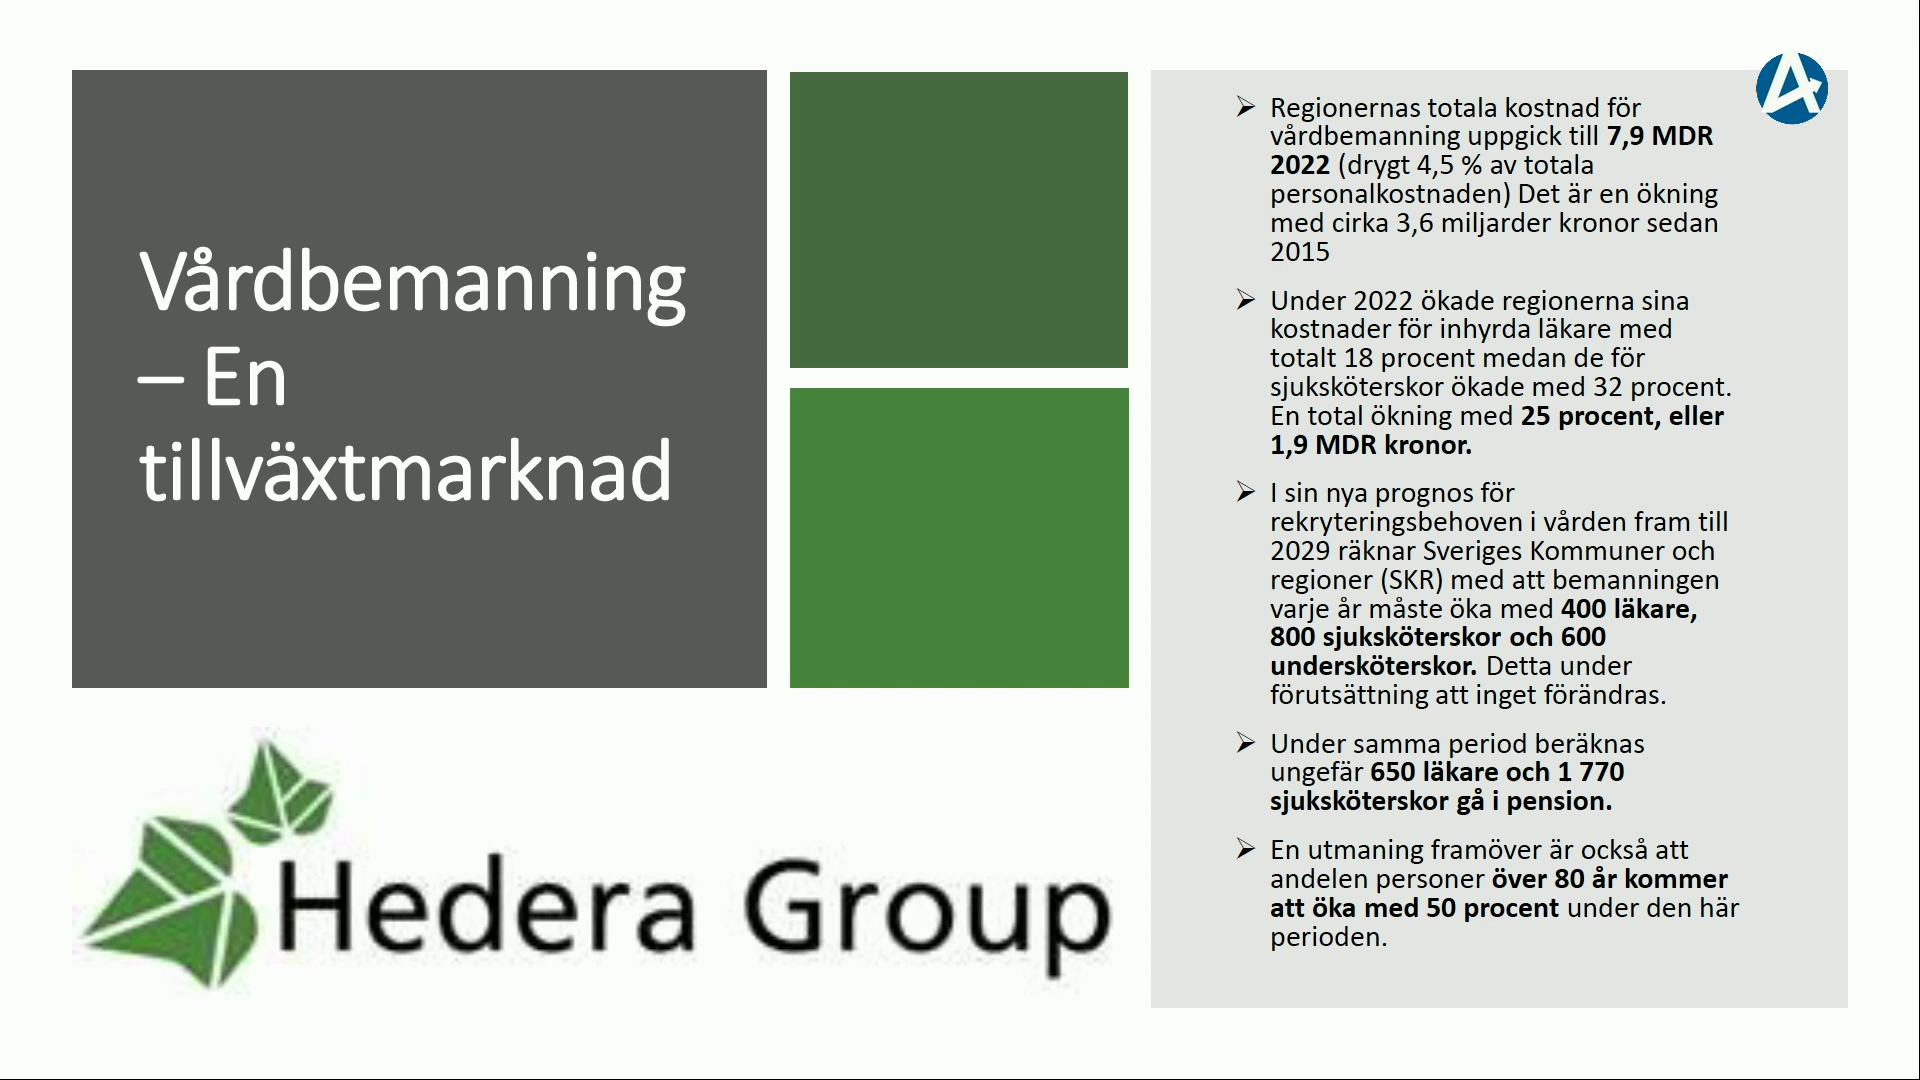 Vårdbemanning
– En
tillväxtmarknad
Hedera Group
Regionernas totala kostnad för
vårdbemanning uppgick till 7,9 MDR
2022 (drygt 4,5 % av totala
personalkostnaden) Det är en ökning
med cirka 3,6 miljarder kronor sedan
2015
Under 2022 ökade regionerna sina
kostnader för inhyrda läkare med
totalt 18 procent medan de för
sjuksköterskor ökade med 32 procent.
En total ökning med 25 procent, eller
1,9 MDR kronor.
I sin nya prognos för
rekryteringsbehoven i vården fram till
2029 räknar Sveriges Kommuner och
regioner (SKR) med att bemanningen
varje år måste öka med 400 läkare,
800 sjuksköterskor och 600
undersköterskor. Detta under
förutsättning att inget förändras.
Under samma period beräknas
ungefär 650 läkare och 1 770
sjuksköterskor gå i pension.
En utmaning framöver är också att
andelen personer över 80 år kommer
att öka med 50 procent under den här
perioden.